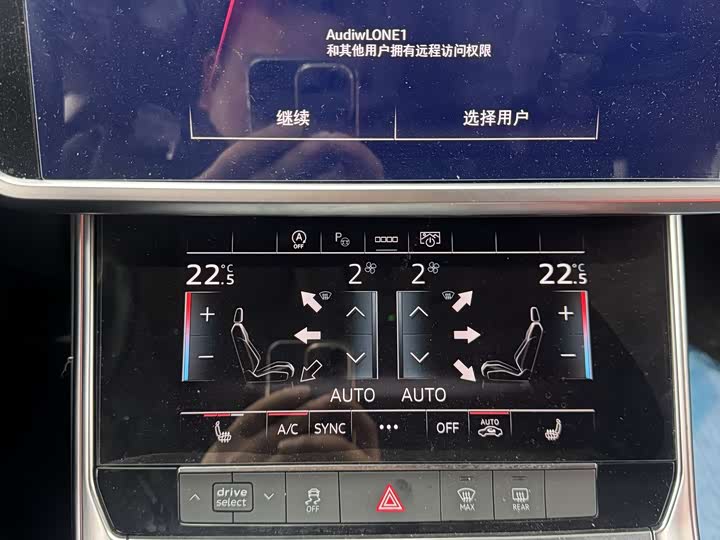 AudiwLONE1
和其他用户拥有远程访问权限
继续
选择用户
A
OFF
P
22.5 °C
2
2
22.5 °C
+
+
−
−
AUTO
AUTO
A/C
SYNC
•••
OFF
AUTO
drive
select
OFF
MAX
REAR